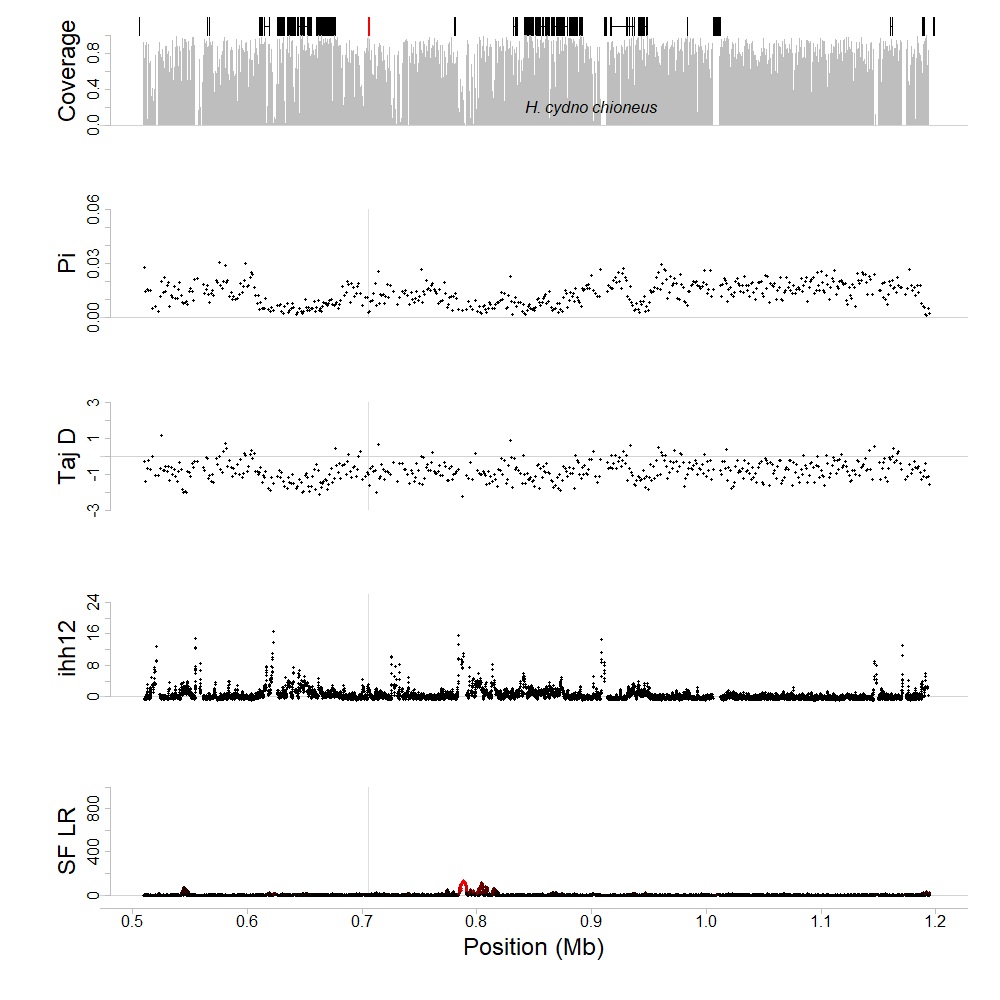 Coverage
0.0 0.4 0.8
H. cydno chioneus
Pi
0.00 0.03 0.06
Taj D
-3 -1 1 3
ihh12
0 8 16 24
SF LR
0 400 800
0.5 0.6 0.7 0.8 0.9 1.0 1.1 1.2
Position (Mb)